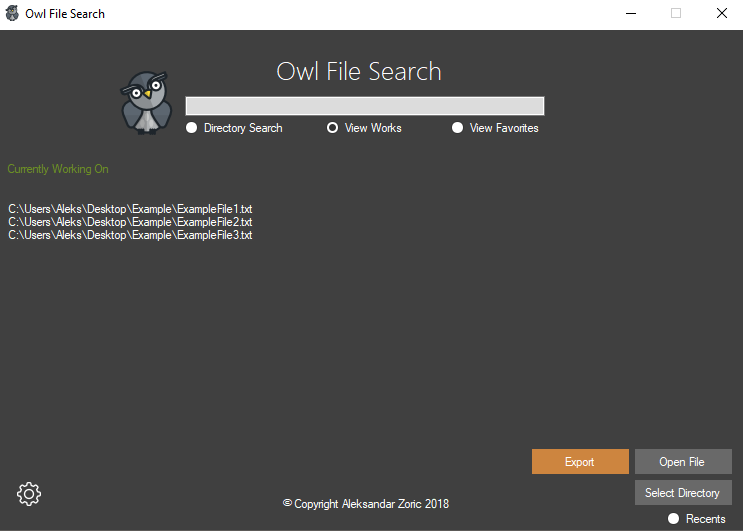 Owl File Search
Owl File Search
Directory Search
View Works
View Favorites
Currently Working On
C:\Users\Aleks\Desktop\Example\ExampleFile1.txt
C:\Users\Aleks\Desktop\Example\ExampleFile2.txt
C:\Users\Aleks\Desktop\Example\ExampleFile3.txt
Export
Open File
Select Directory
© Copyright Aleksandar Zoric 2018
Recents